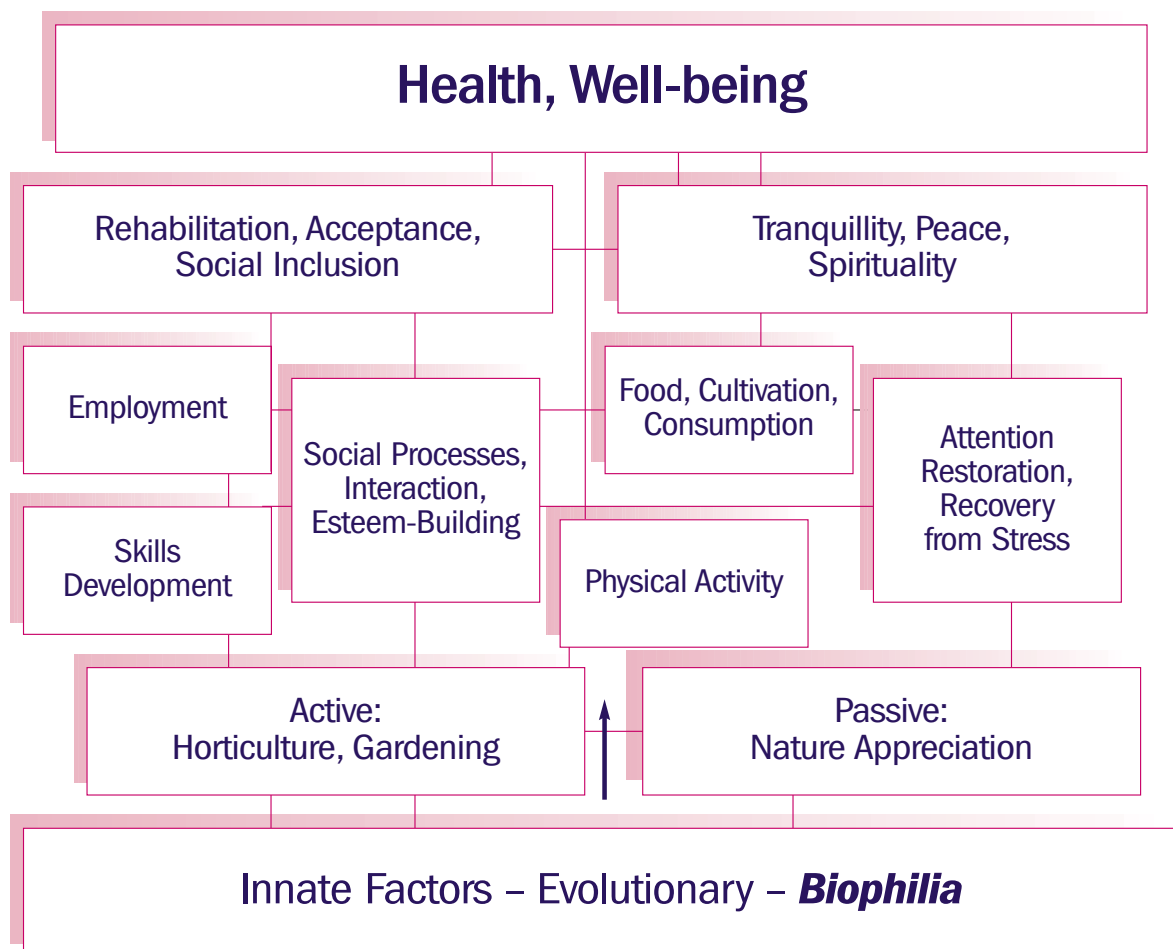 Health, Well-being
Rehabilitation, Acceptance,
Social Inclusion
Tranquillity, Peace,
Spirituality
Employment
Social Processes,
Interaction,
Esteem-Building
Food, Cultivation,
Consumption
Attention
Restoration,
Recovery
from Stress
Skills
Development
Physical Activity
Active:
Horticulture, Gardening
Passive:
Nature Appreciation
Innate Factors – Evolutionary – Biophilia